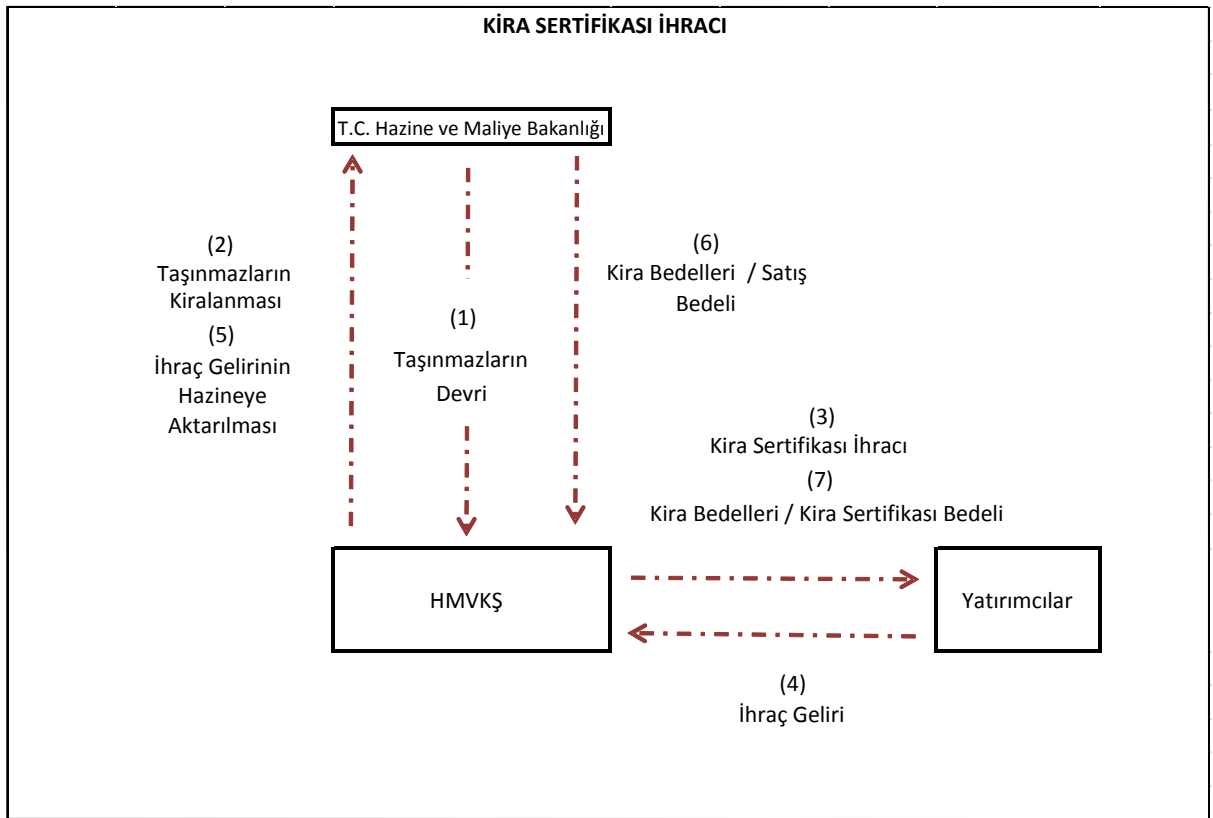 KİRA SERTİFİKASI İHRACI
T.C. Hazine ve Maliye Bakanlığı
(2)
Taşınmazların
Kiralanması
(5)
İhraç Gelirinin
Hazineye
Aktarılması
(1)
Taşınmazların
Devri
(6)
Kira Bedelleri / Satış
Bedeli
(3)
Kira Sertifikası İhracı
(7)
Kira Bedelleri / Kira Sertifikası Bedeli
HMVKŞ
Yatırımcılar
(4)
İhraç Geliri